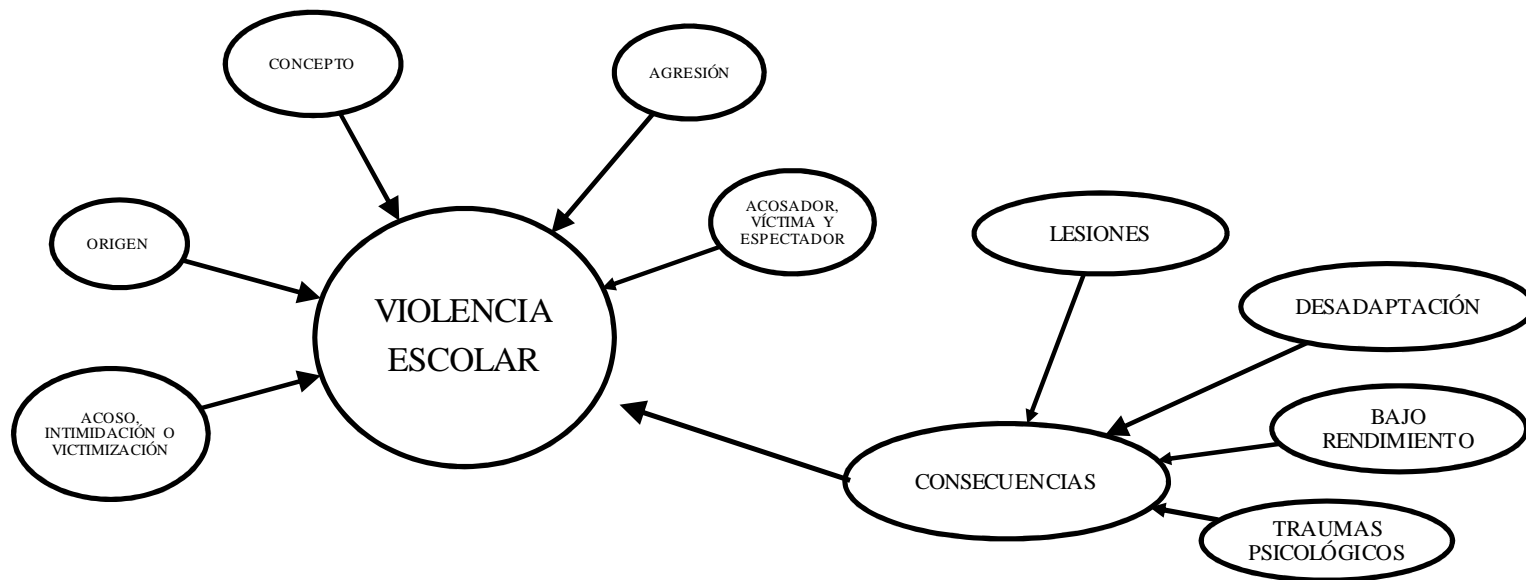 CONCEPTO
AGRESIÓN
ACOSADOR,
VÍCTIMA Y
ESPECTADOR
ORIGEN
VIOLENCIA
ESCOLAR
ACOSO,
INTIMIDACIÓN O
VICTIMIZACIÓN
LESIONES
DESADAPTACIÓN
BAJO
RENDIMIENTO
CONSECUENCIAS
TRAUMAS
PSICOLÓGICOS